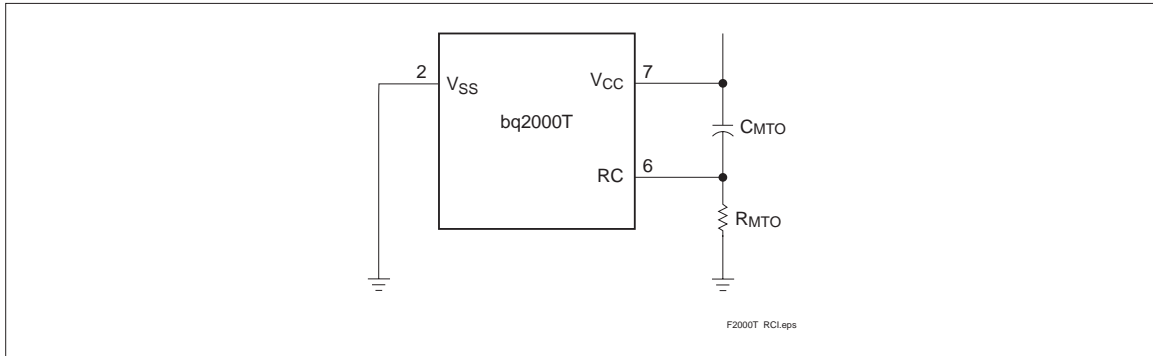 2
VSS
VCC
7
bq2000T
CMTO
RC
6
RMTO
F2000T RCI.eps